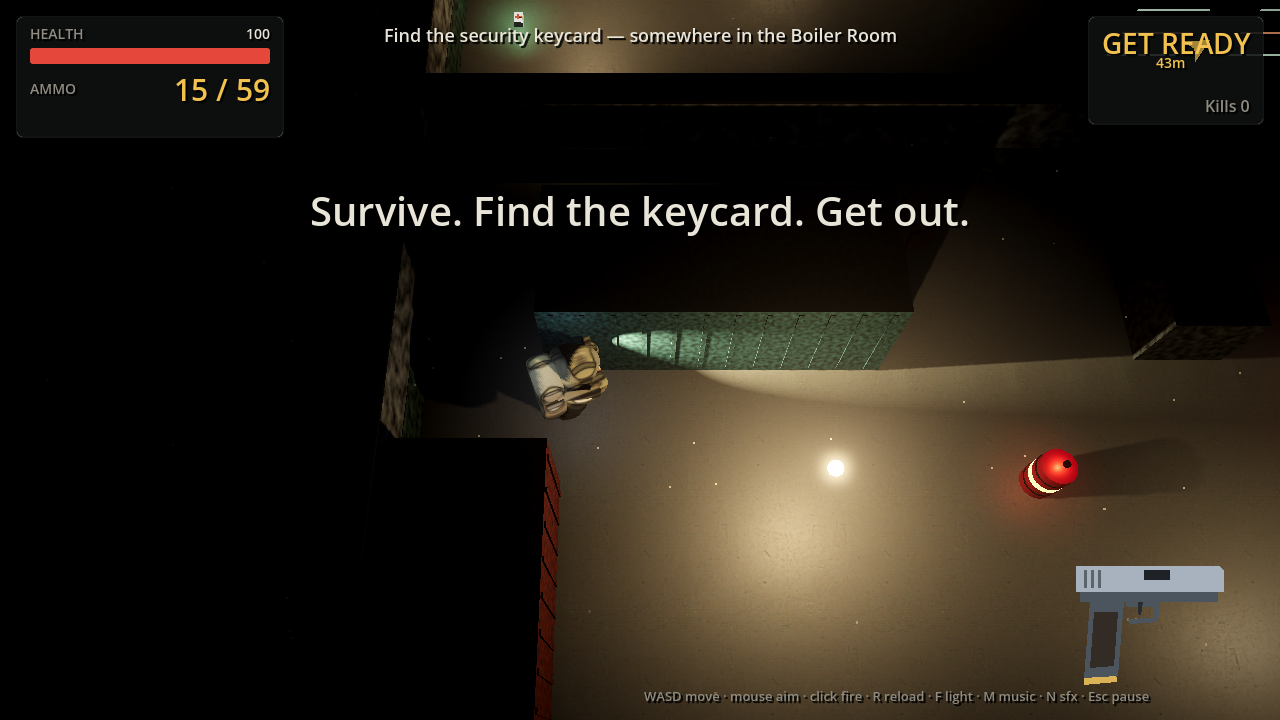 HEALTH 100
AMMO 15 / 59
Find the security keycard — somewhere in the Boiler Room
GET READY
43m
Kills 0
Survive. Find the keycard. Get out.
WASD move · mouse aim · click fire · R reload · F light · M music · N sfx · Esc pause